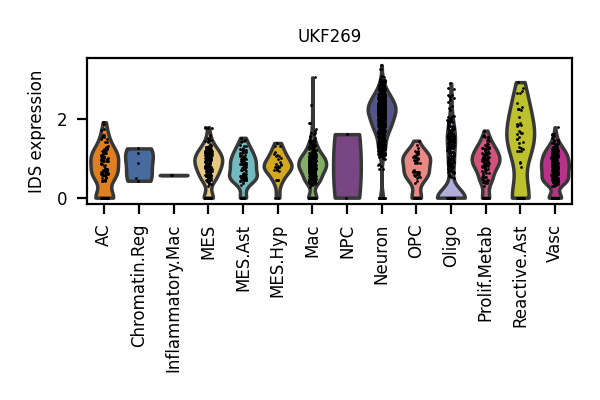 UKF269
IDS expression
2
0
AC
Chromatin.Reg
Inflammatory.Mac
MES
MES.Ast
MES.Hyp
Mac
NPC
Neuron
OPC
Oligo
Prolif.Metab
Reactive.Ast
Vasc